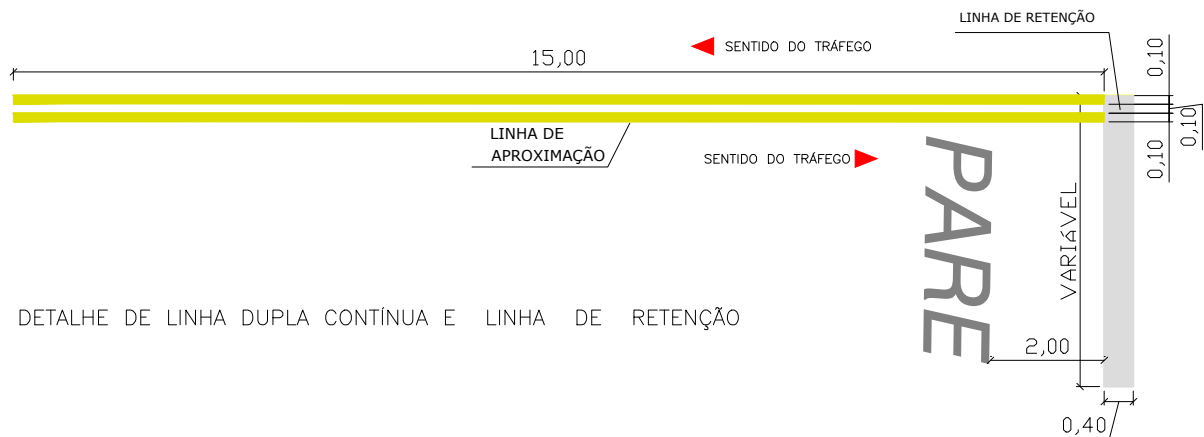 LINHA DE RETENÇÃO
SENTIDO DO TRÁFEGO
15,00
0,10
0,10
0,10
LINHA DE
APROXIMAÇÃO
SENTIDO DO TRÁFEGO
PARE
VARIÁVEL
DETALHE DE LINHA DUPLA CONTÍNUA E LINHA DE RETENÇÃO
2,00
0,40